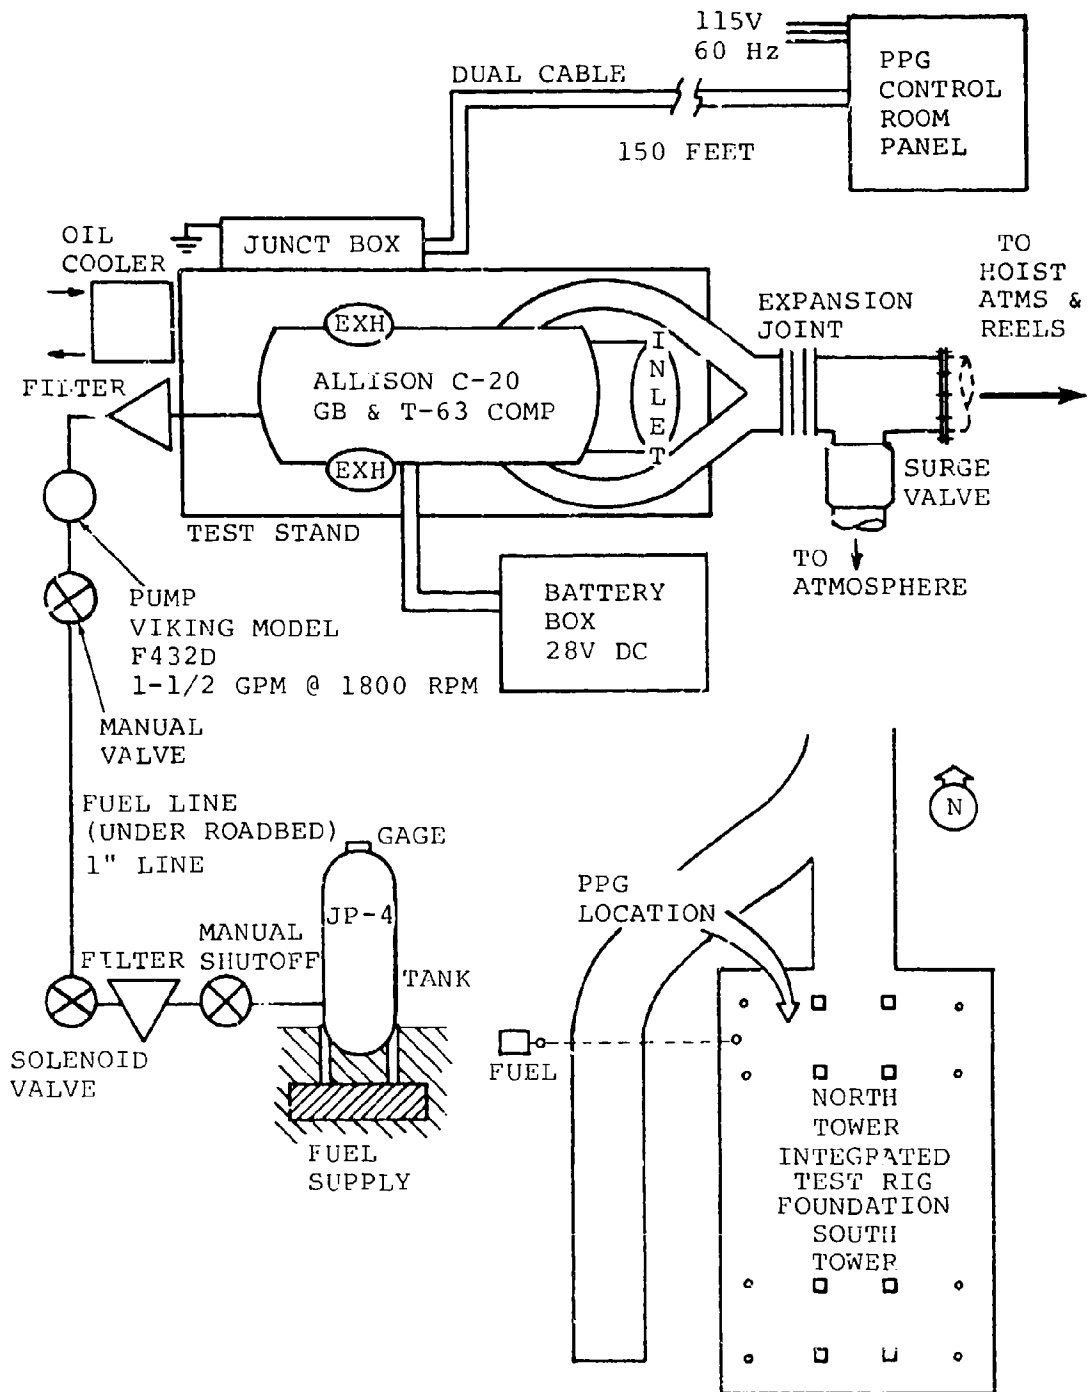 115V
60 Hz
PPG
CONTROL
ROOM
PANEL
DUAL CABLE
150 FEET
OIL
COOLER
JUNCT BOX
TO
HOIST
ATMS &
REELS
EXPANSION
JOINT
EXH
INLET
FILTER
ALLISON C-20
GB & T-63 COMP
EXH
SURGE
VALVE
TEST STAND
TO
ATMOSPHERE
BATTERY
BOX
28V DC
PUMP
VIKING MODEL
F432D
1-1/2 GPM @ 1800 RPM
MANUAL
VALVE
FUEL LINE
(UNDER ROADBED)
1" LINE
GAGE
N
JP-4
PPG
LOCATION
FILTER
MANUAL
SHUTOFF
TANK
SOLENOID
VALVE
FUEL
FUEL
SUPPLY
NORTH
TOWER
INTEGPATED
TEST RIG
FOUNDATION
SOUTH
TOWER